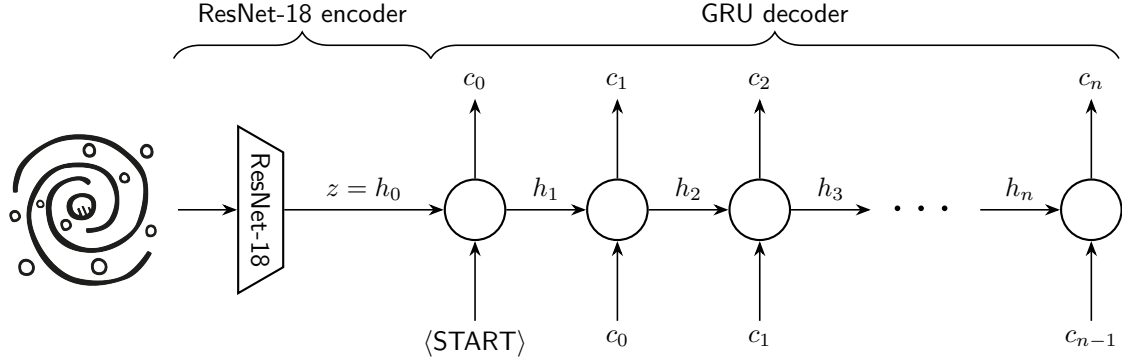 ResNet-18 encoder GRU decoder
c₀ c₁ c₂ cₙ
ResNet-18 z = h₀ h₁ h₂ h₃ · · · hₙ
⟨START⟩ c₀ c₁ cₙ₋₁